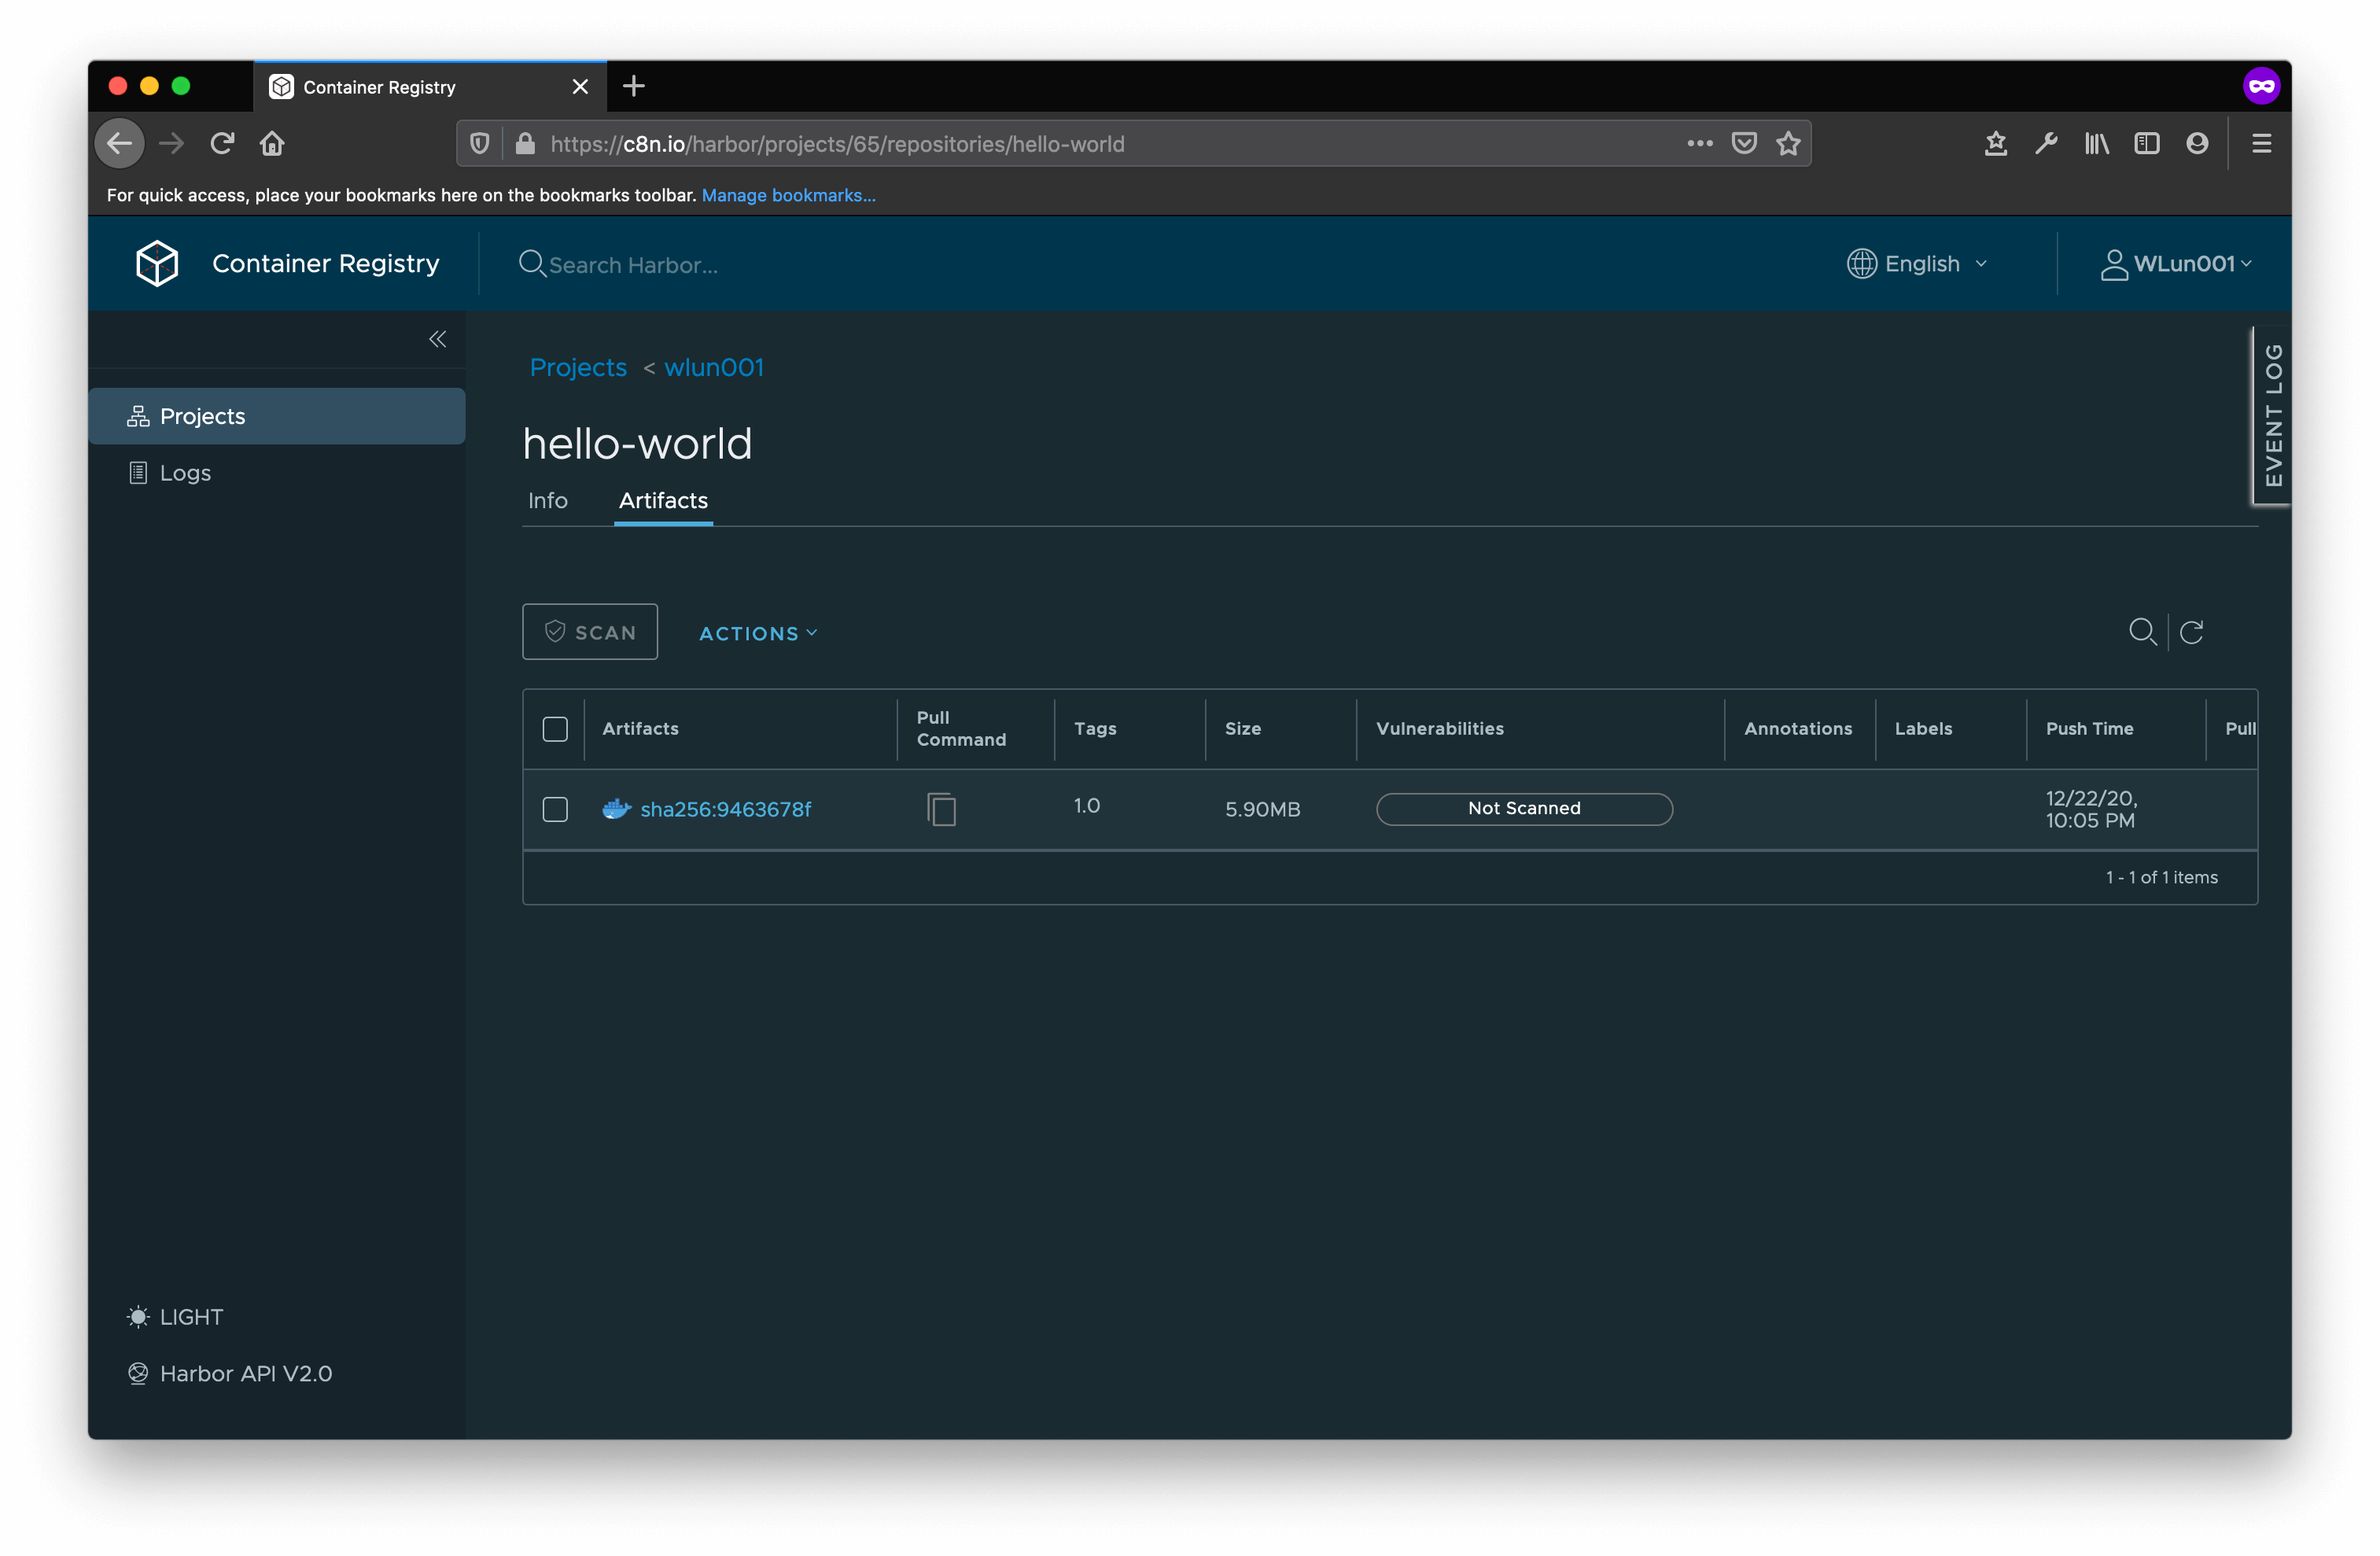 Container Registry
https://c8n.io/harbor/projects/65/repositories/hello-world
For quick access, place your bookmarks here on the bookmarks toolbar. Manage bookmarks...
Container Registry
Search Harbor...
English
WLun001
Projects < wlun001
EVENT LOG
Projects
Logs
hello-world
Info Artifacts
SCAN ACTIONS
Artifacts
Pull
Command
Tags
Size
Vulnerabilities
Annotations
Labels
Push Time
Pull
sha256:9463678f
1.0
5.90MB
Not Scanned
12/22/20,
10:05 PM
1 - 1 of 1 items
LIGHT
Harbor API V2.0